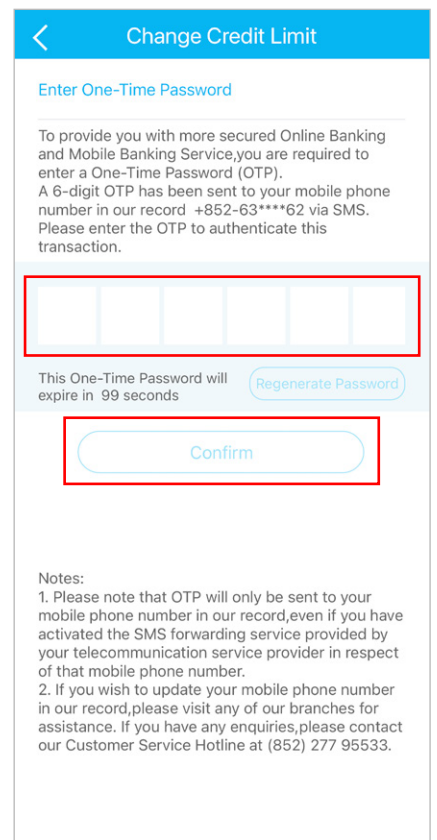 Change Credit Limit
Enter One-Time Password
To provide you with more secured Online Banking
and Mobile Banking Service,you are required to
enter a One-Time Password (OTP).
A 6-digit OTP has been sent to your mobile phone
number in our record  +852-63****62 via SMS.
Please enter the OTP to authenticate this
transaction.
This One-Time Password will
expire in  99 seconds
Regenerate Password
Confirm
Notes:
1. Please note that OTP will only be sent to your
mobile phone number in our record,even if you have
activated the SMS forwarding service provided by
your telecommunication service provider in respect
of that mobile phone number.
2. If you wish to update your mobile phone number
in our record,please visit any of our branches for
assistance. If you have any enquiries,please contact
our Customer Service Hotline at (852) 277 95533.